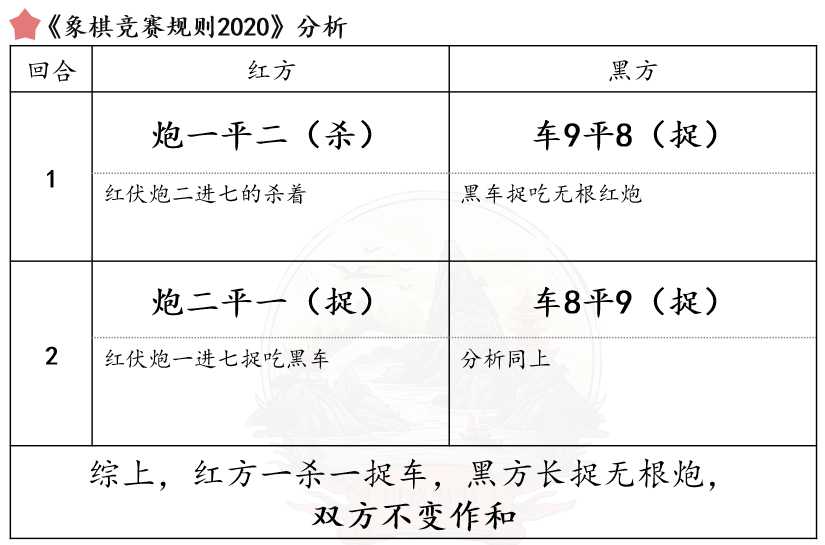 《象棋竞赛规则2020》分析
回合
红方
黑方
1
炮一平二（杀）
车9平8（捉）
红伏炮二进七的杀着
黑车捉吃无根红炮
2
炮二平一（捉）
车8平9（捉）
红伏炮一进七捉吃黑车
分析同上
综上，红方一杀一捉车，黑方长捉无根炮，
双方不变作和